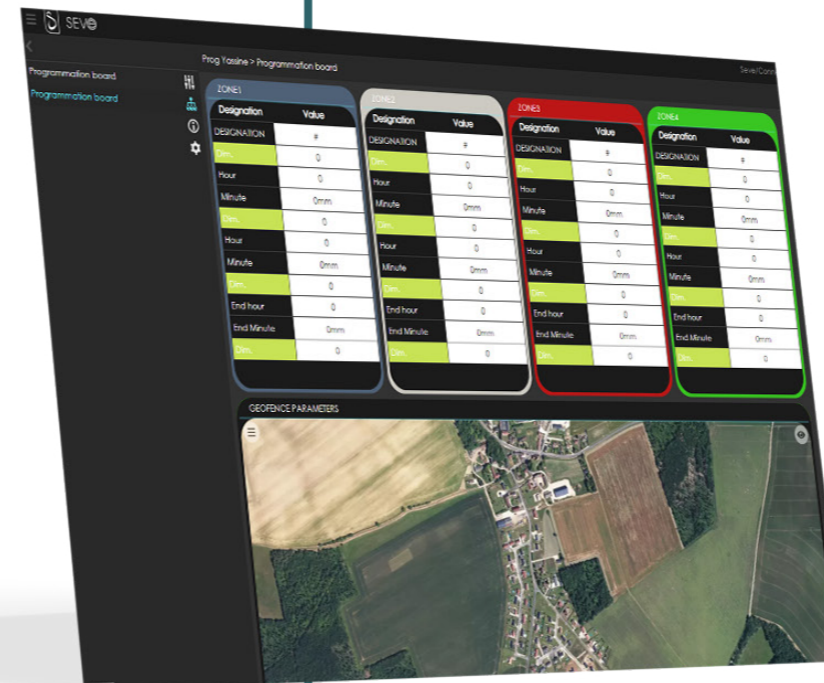 SEVE
Prog Yassine > Programmation board
Programmation board
Programmation board
ZONE1
Designation Value
DESIGNATION #
Dim. 0
Hour 0
Minute 0mm
Dim. 0
Hour 0
Minute 0mm
Dim. 0
End hour 0
End Minute 0mm
Dim. 0
ZONE2
Designation Value
DESIGNATION #
Dim. 0
Hour 0
Minute 0mm
Dim. 0
Hour 0
Minute 0mm
Dim. 0
End hour 0
End Minute 0mm
Dim. 0
ZONE3
Designation Value
DESIGNATION #
Dim. 0
Hour 0
Minute 0mm
Dim. 0
Hour 0
Minute 0mm
Dim. 0
End hour 0
End Minute 0mm
Dim. 0
ZONE4
Designation Value
DESIGNATION #
Dim. 0
Hour 0
Minute 0mm
Dim. 0
Hour 0
Minute 0mm
Dim. 0
End hour 0
End Minute 0mm
Dim. 0
GEOFENCE PARAMETERS